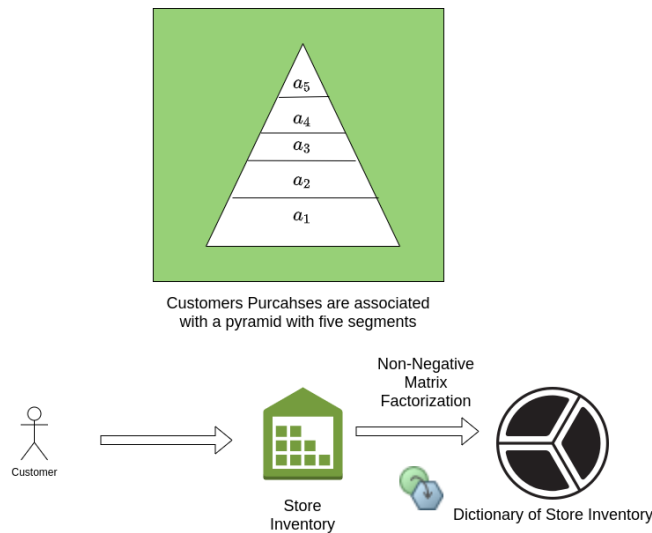 a5
a4
a3
a2
a1
Customers Purcahses are associated
with a pyramid with five segments
Non-Negative
Matrix
Factorization
Customer
Store
Inventory
Dictionary of Store Inventory